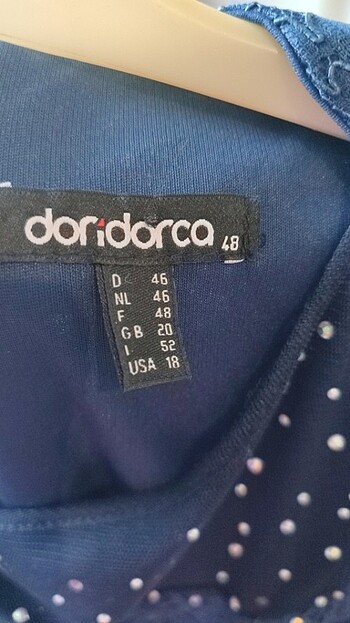 doridorca 48
D 46
NL 46
F 48
GB 20
I 52
USA 18